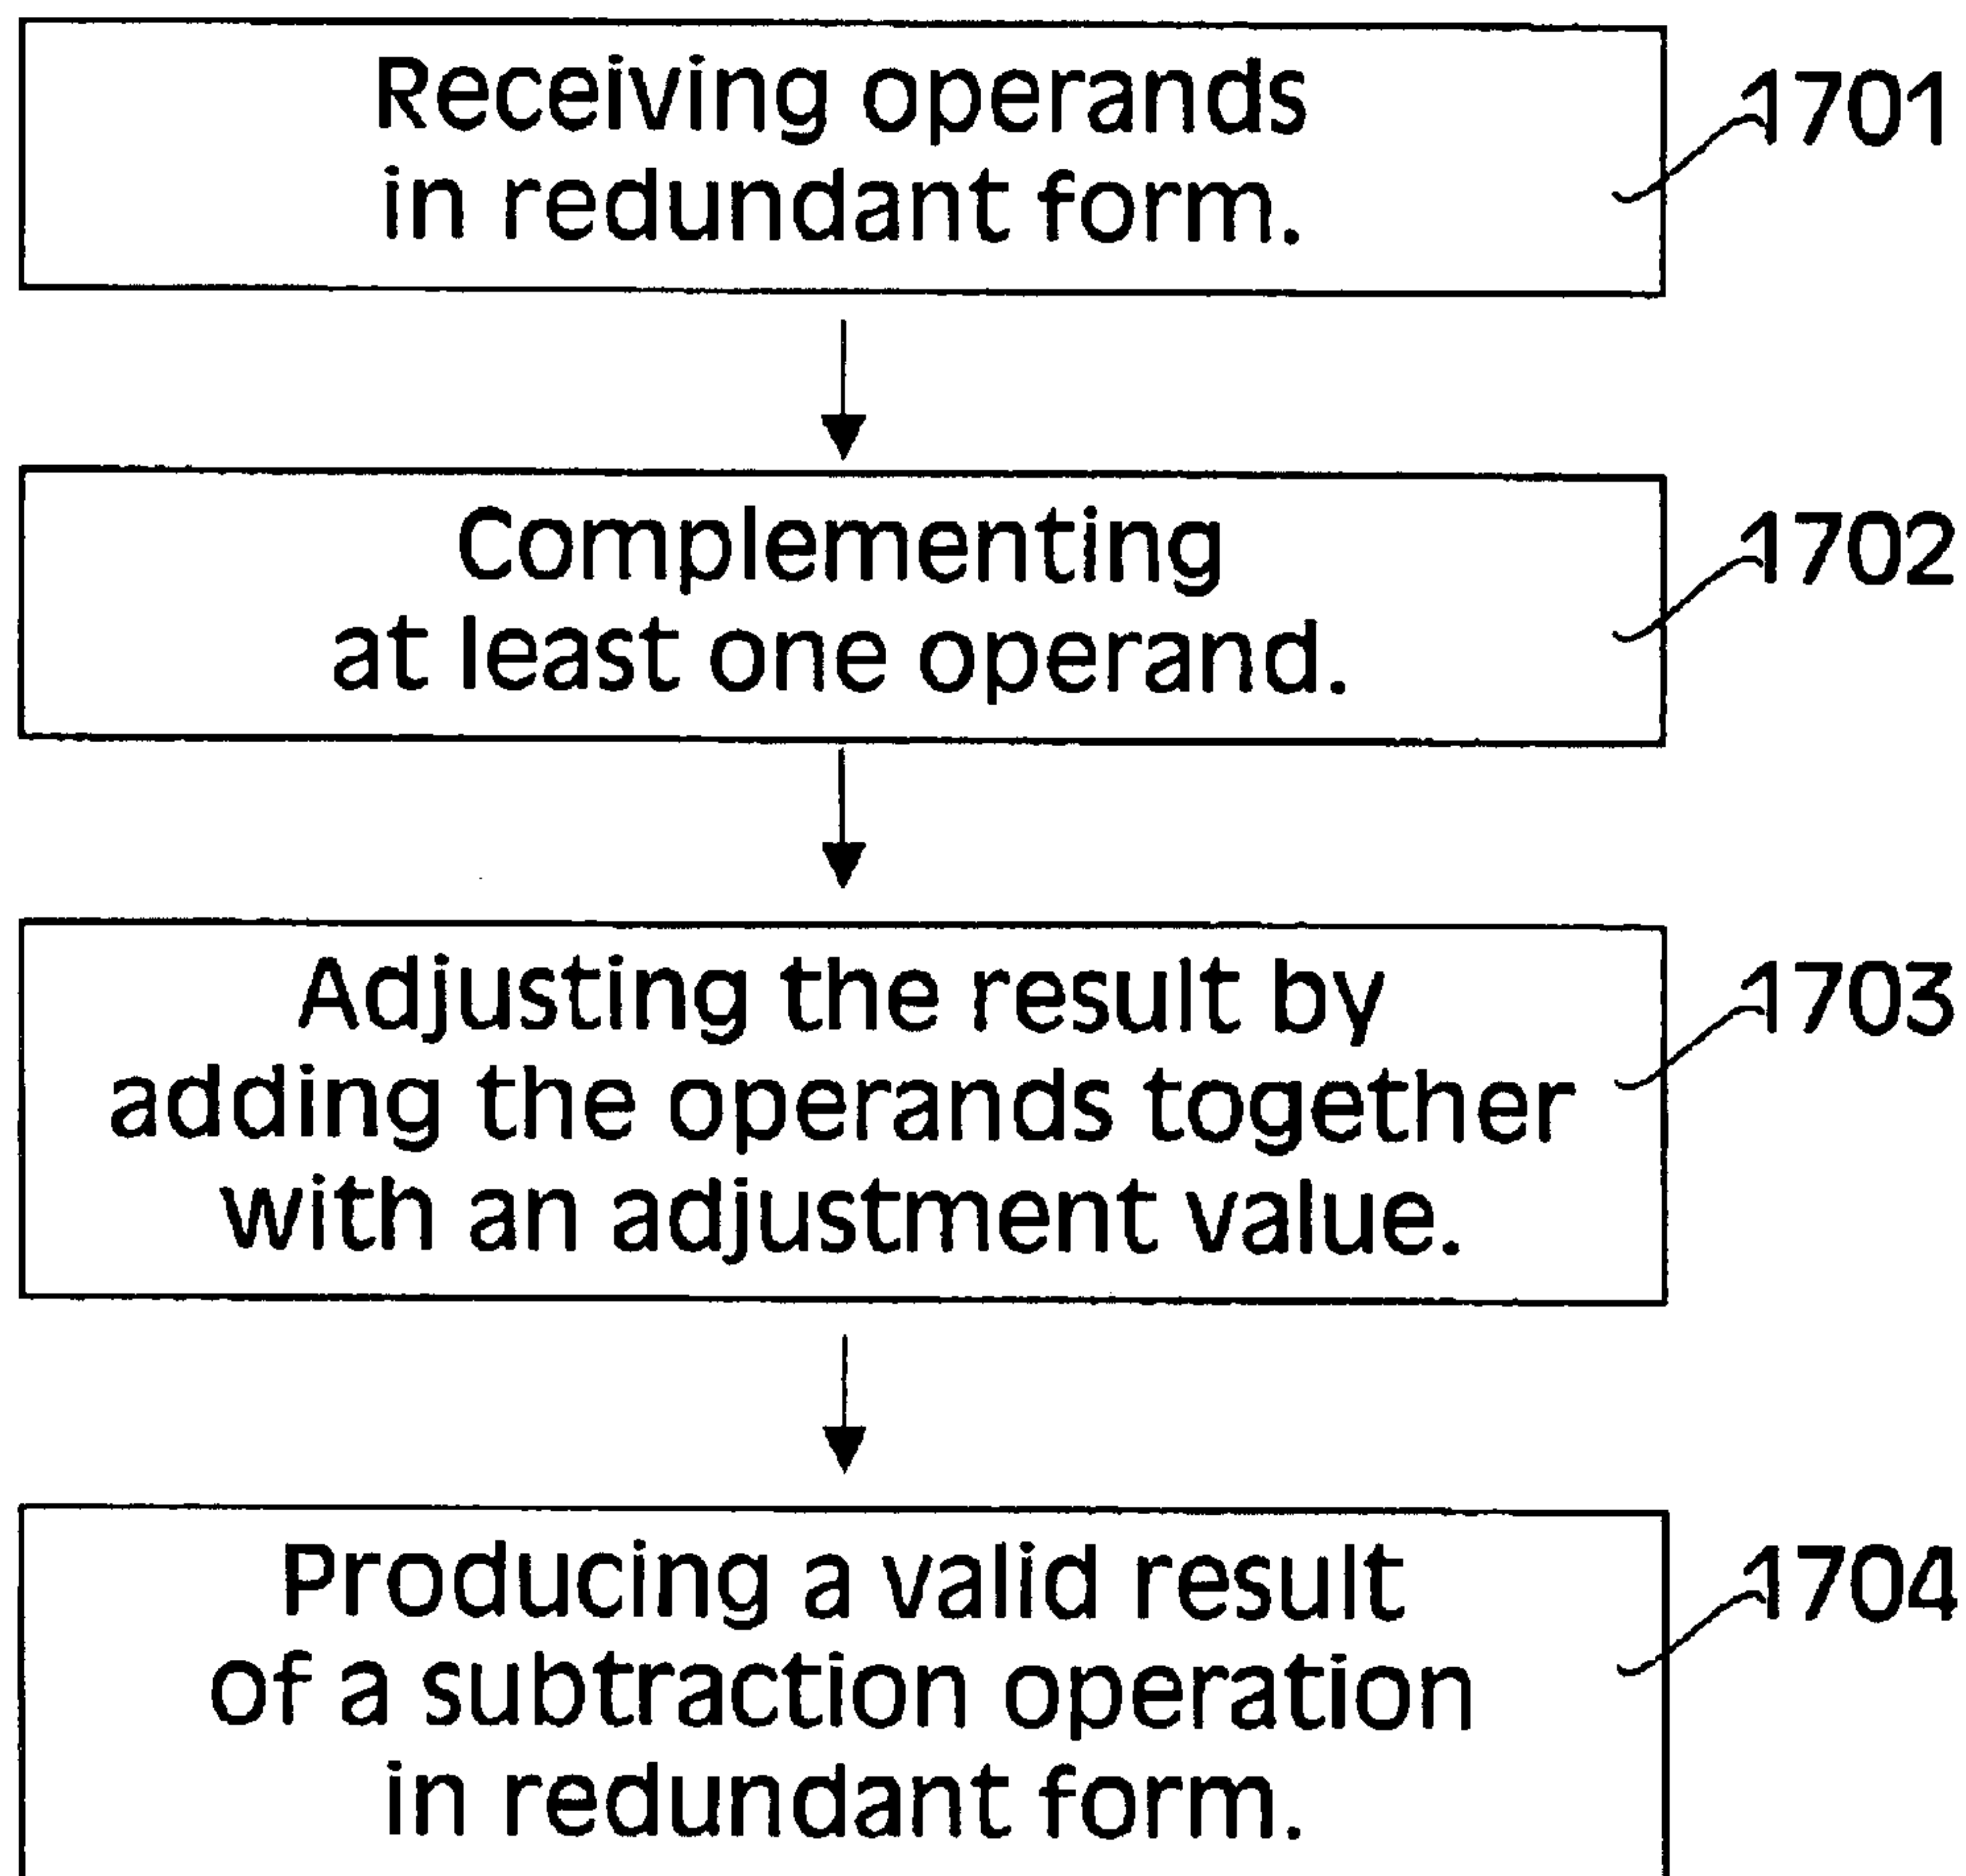 Receiving operands
in redundant form.
1701
Complementing
at least one operand.
1702
Adjusting the result by
adding the operands together
with an adjustment value.
1703
Producing a valid result
of a subtraction operation
in redundant form.
1704